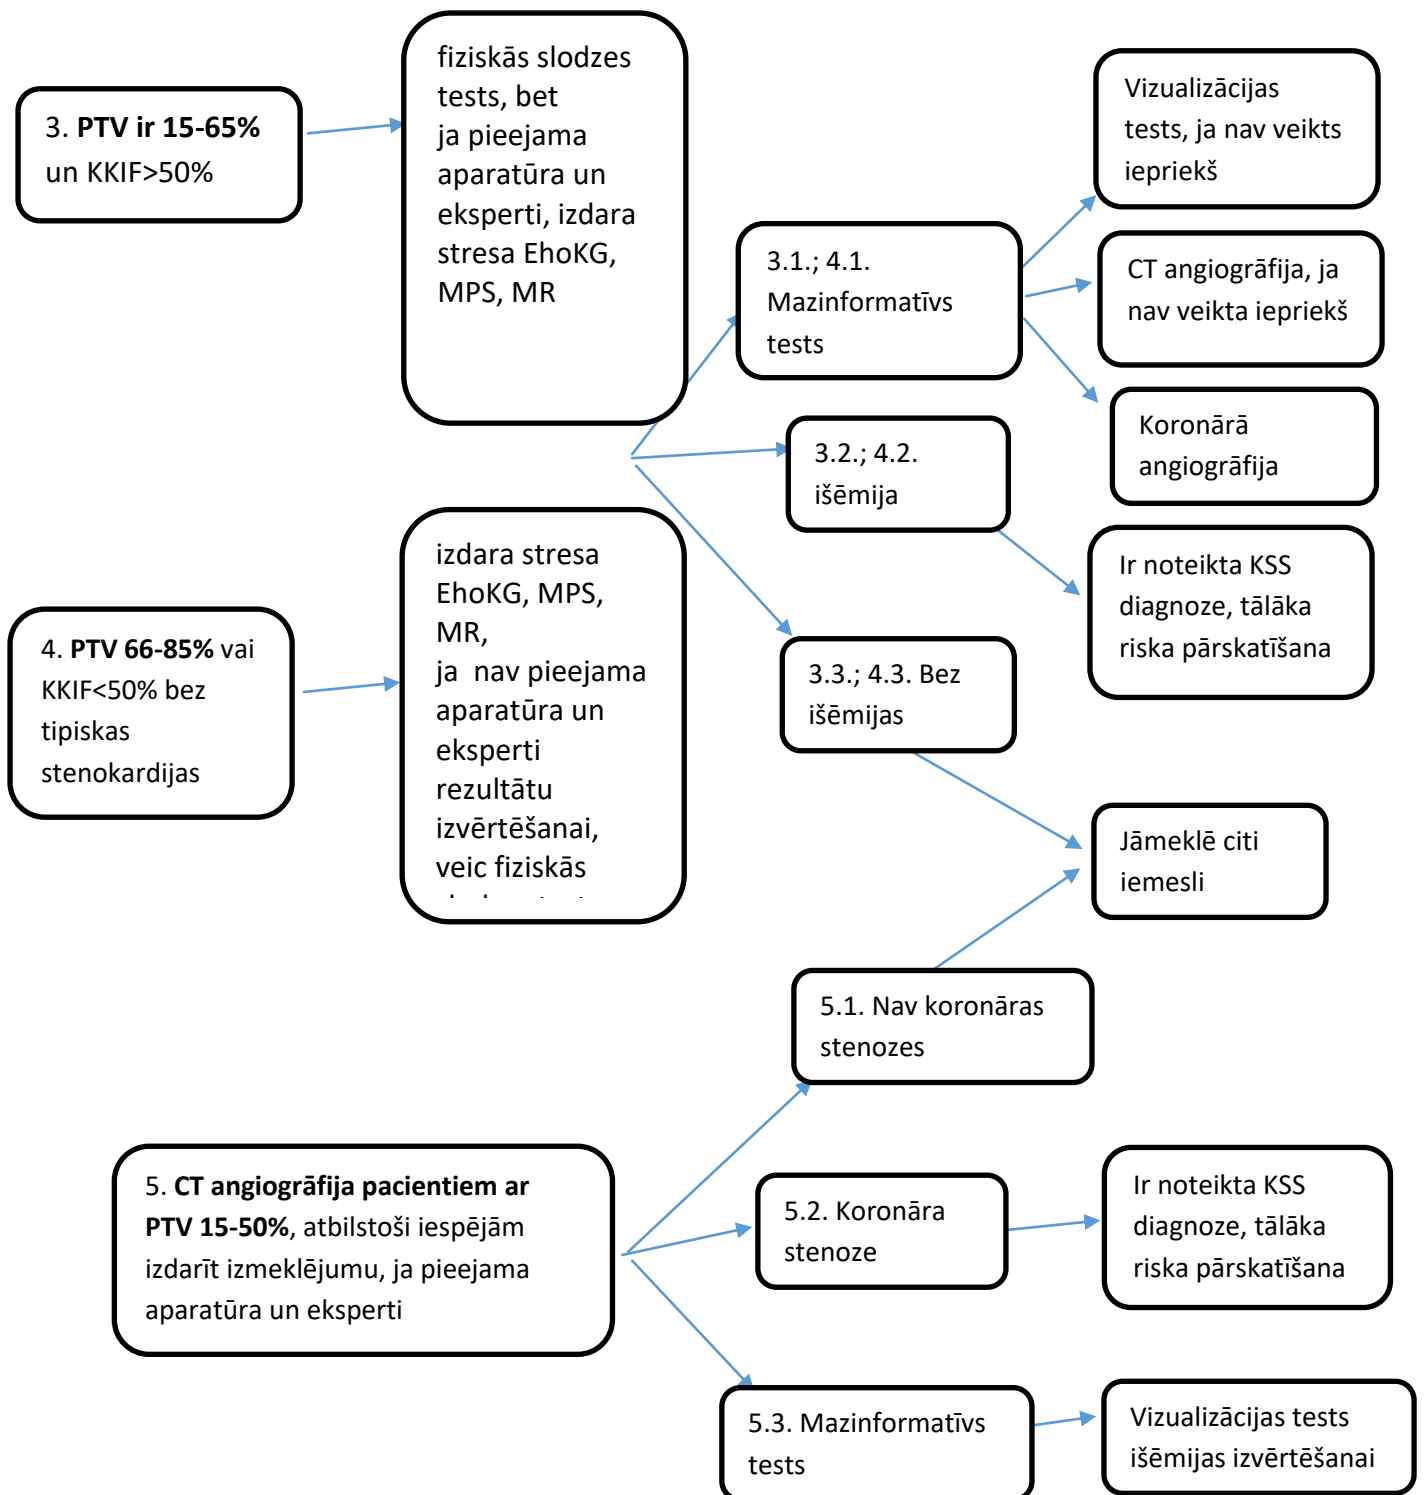 3. PTV ir 15-65%
un KKIF>50%
fiziskās slodzes
tests, bet
ja pieejama
aparatūra un
eksperti, izdara
stresa EhoKG,
MPS, MR
3.1.; 4.1.
Mazinformatīvs
tests
Vizualizācijas
tests, ja nav veikts
iepriekš
CT angiogrāfija, ja
nav veikta iepriekš
Koronārā
angiogrāfija
3.2.; 4.2.
išēmija
Ir noteikta KSS
diagnoze, tālāka
riska pārskatīšana
4. PTV 66-85% vai
KKIF<50% bez
tipiskas
stenokardijas
izdara stresa
EhoKG, MPS,
MR,
ja nav pieejama
aparatūra un
eksperti
rezultātu
izvērtēšanai,
veic fiziskās
3.3.; 4.3. Bez
išēmijas
Jāmeklē citi
iemesli
5.1. Nav koronāras
stenozes
5. CT angiogrāfija pacientiem ar
PTV 15-50%, atbilstoši iespējām
izdarīt izmeklējumu, ja pieejama
aparatūra un eksperti
5.2. Koronāra
stenoze
Ir noteikta KSS
diagnoze, tālāka
riska pārskatīšana
5.3. Mazinformatīvs
tests
Vizualizācijas tests
išēmijas izvērtēšanai